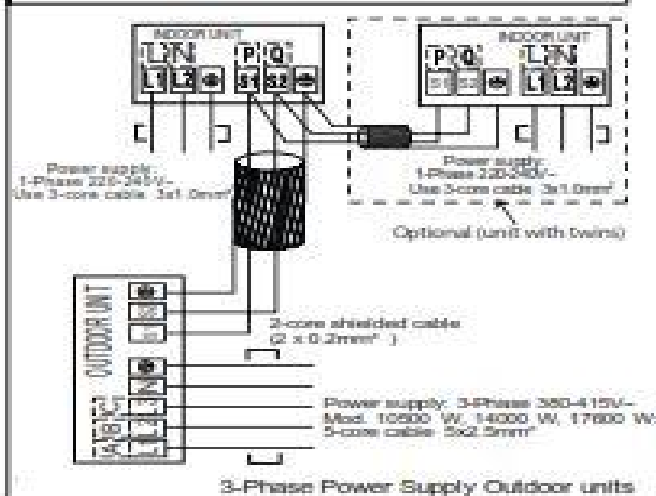 INDOOR UNIT
L N P Q
L1 L2 S1 S2
INDOOR UNIT
P Q L N
S1 S2 L1 L2
Power supply:
1-Phase 220-240V~
Use 3-core cable 3x1.0mm²
Power supply:
1-Phase 220-240V~
Use 3-core cable 3x1.0mm²
Optional (unit with twins)
OUTDOOR UNIT
S2
S1
2-core shielded cable
(2 x 0.2mm² )
N
C L3
B L2
A L1
Power supply: 3-Phase 380-415V~
Mod. 10500 W, 14000 W, 17600 W:
5-core cable 5x2.5mm²
3-Phase Power Supply Outdoor units